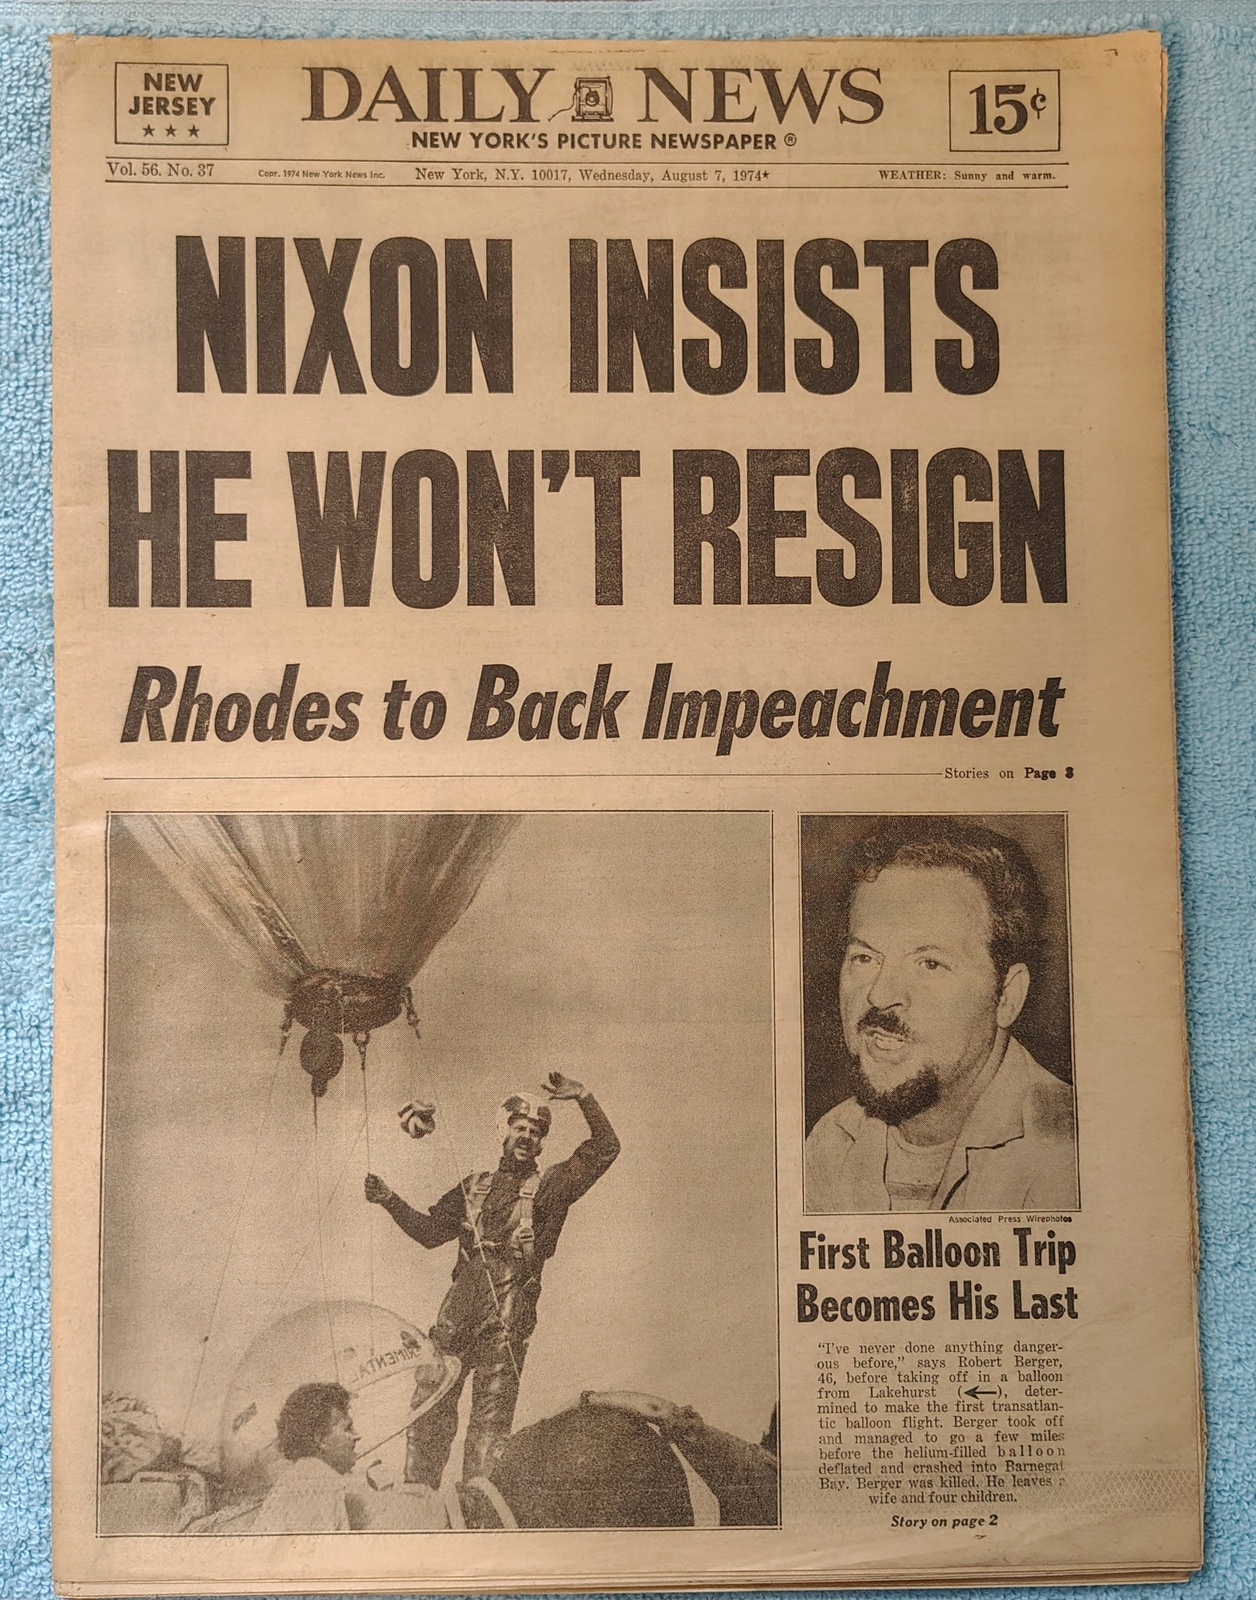 NEW
JERSEY
★ ★ ★
DAILY NEWS
NEW YORK'S PICTURE NEWSPAPER ®
15¢
Vol. 56. No. 37
Copr. 1974 New York News Inc.
New York, N.Y. 10017, Wednesday, August 7, 1974★
WEATHER: Sunny and warm.
NIXON INSISTS
HE WON'T RESIGN
Rhodes to Back Impeachment
Stories on Page 3
Associated Press Wirephotos
First Balloon Trip
Becomes His Last
"I've never done anything danger-
ous before," says Robert Berger,
46, before taking off in a balloon
from Lakehurst (←), deter-
mined to make the first transatlan-
tic balloon flight. Berger took off
and managed to go a few miles
before the helium-filled balloon
deflated and crashed into Barnegat
Bay. Berger was killed. He leaves a
wife and four children.
Story on page 2